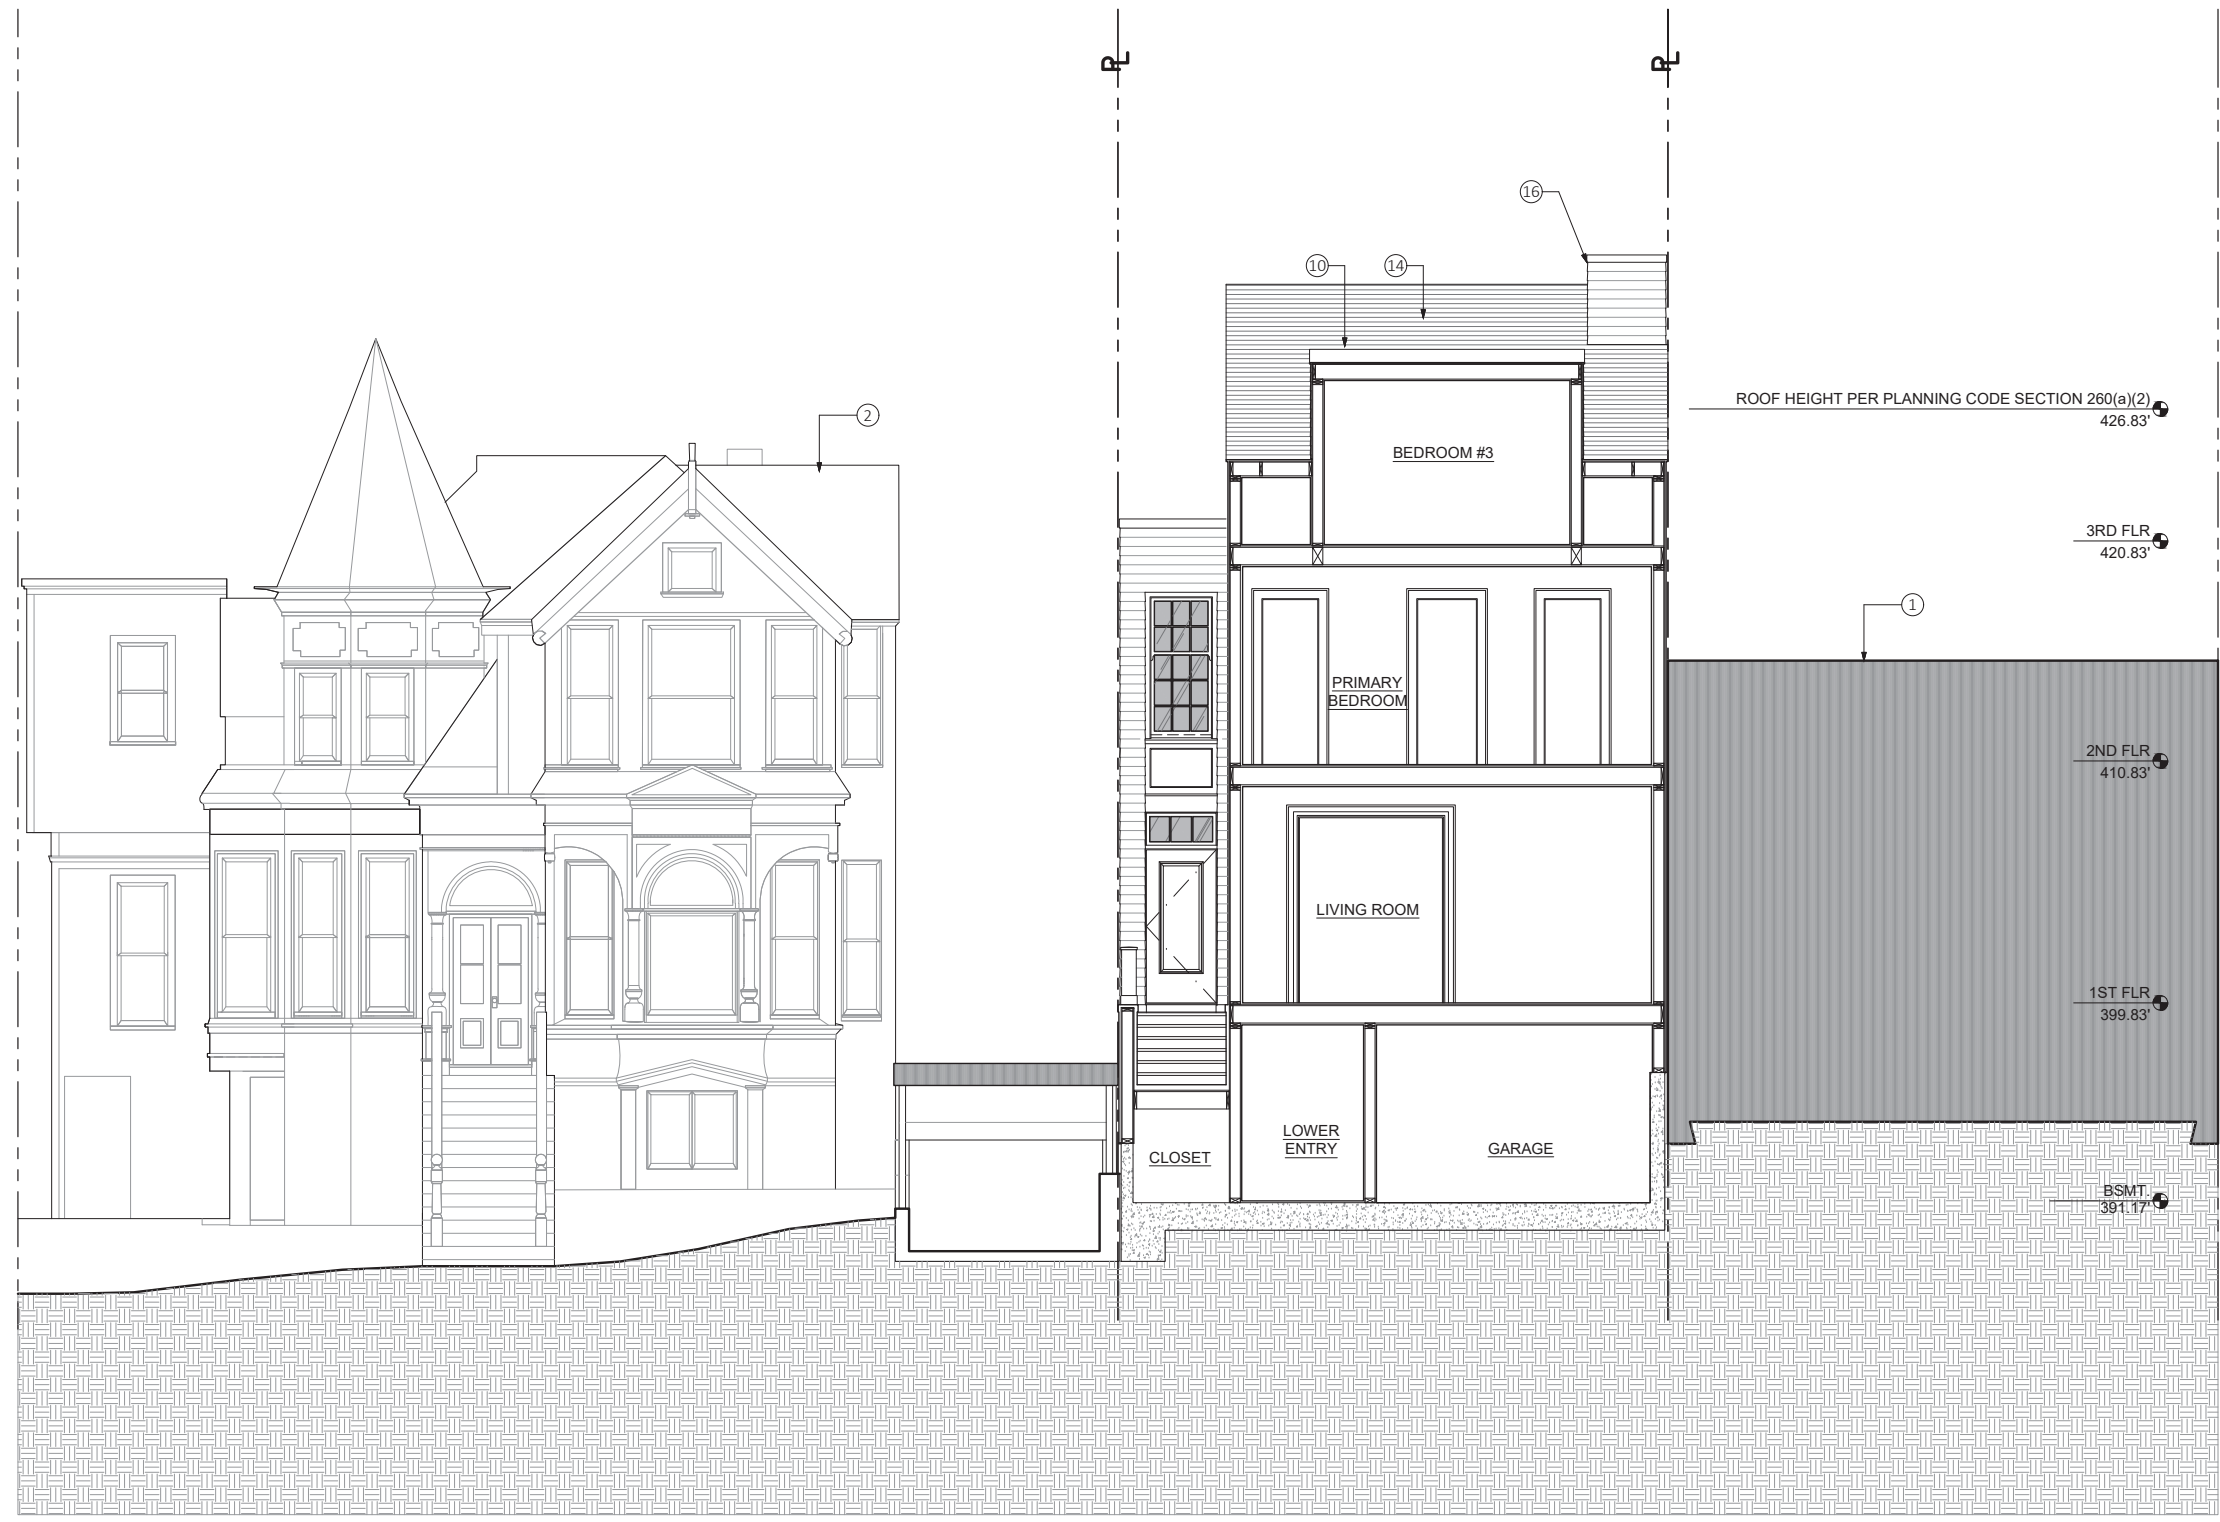 PL
PL
16
10
14
2
ROOF HEIGHT PER PLANNING CODE SECTION 260(a)(2)
426.83'
BEDROOM #3
3RD FLR
420.83'
1
PRIMARY
BEDROOM
2ND FLR
410.83'
LIVING ROOM
1ST FLR
399.83'
LOWER
ENTRY
GARAGE
CLOSET
BSMT.
391.17'